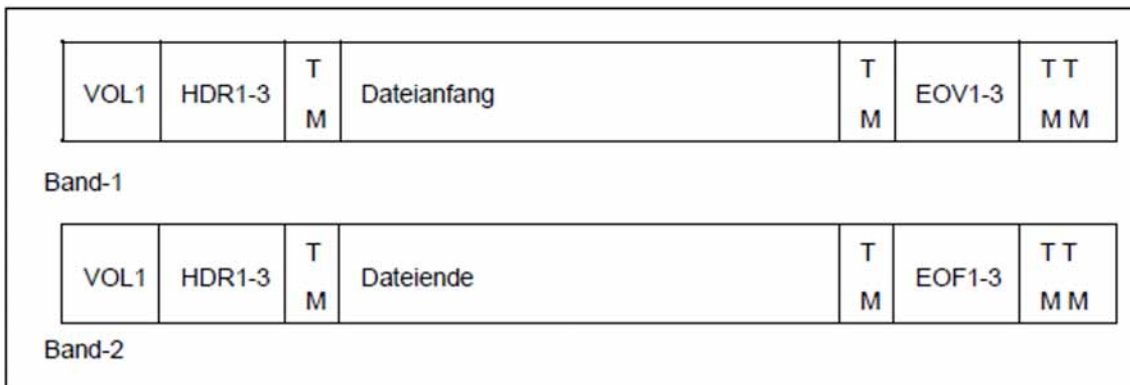 T T T T
VOL1 HDR1-3 Dateianfang EOV1-3
M M M M
Band-1
T T T T
VOL1 HDR1-3 Dateiende EOF1-3
M M M M
Band-2